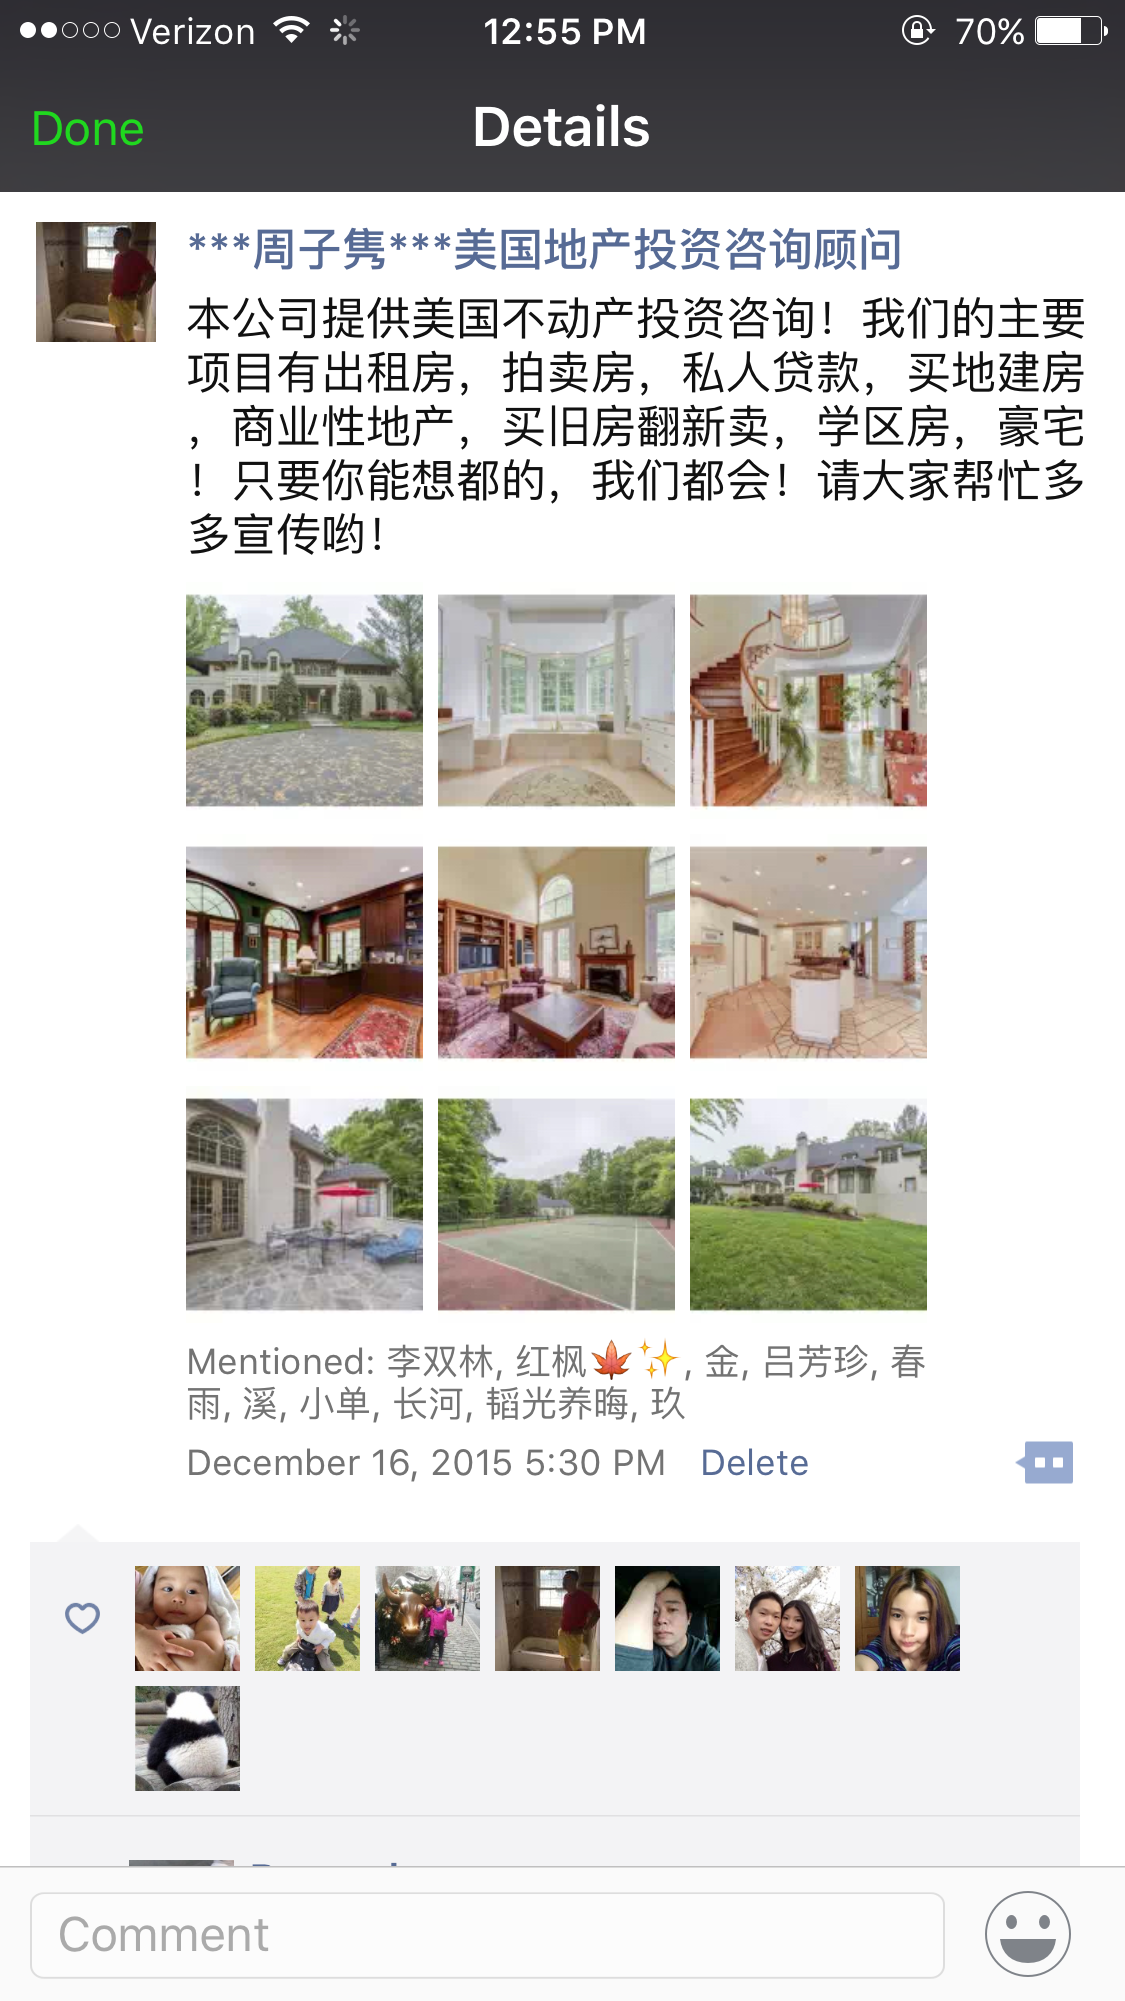 Verizon 12:55 PM 70%
Done Details
***周子隽***美国地产投资咨询顾问
本公司提供美国不动产投资咨询！我们的主要
项目有出租房，拍卖房，私人贷款，买地建房
，商业性地产，买旧房翻新卖，学区房，豪宅
！只要你能想都的，我们都会！请大家帮忙多
多宣传哟！
Mentioned: 李双林, 红枫🍁✨, 金, 吕芳珍, 春
雨, 溪, 小单, 长河, 韬光养晦, 玖
December 16, 2015 5:30 PM Delete
Comment